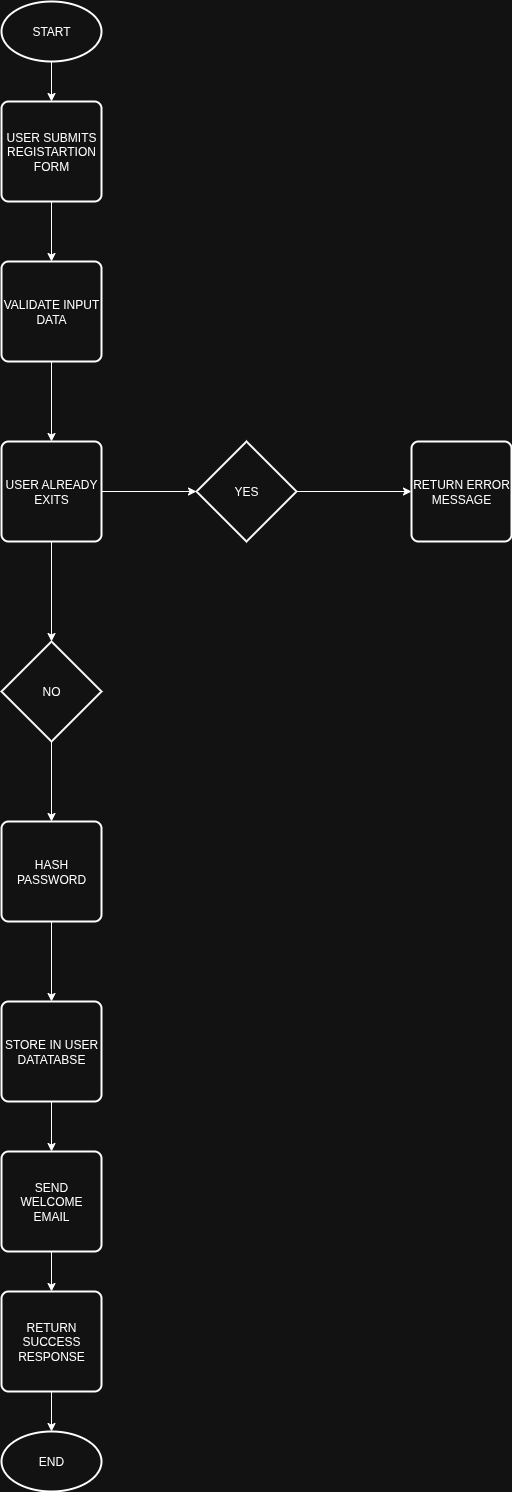 START
USER SUBMITS
REGISTARTION
FORM
VALIDATE INPUT
DATA
USER ALREADY
EXITS
YES
RETURN ERROR
MESSAGE
NO
HASH
PASSWORD
STORE IN USER
DATATABSE
SEND
WELCOME
EMAIL
RETURN
SUCCESS
RESPONSE
END